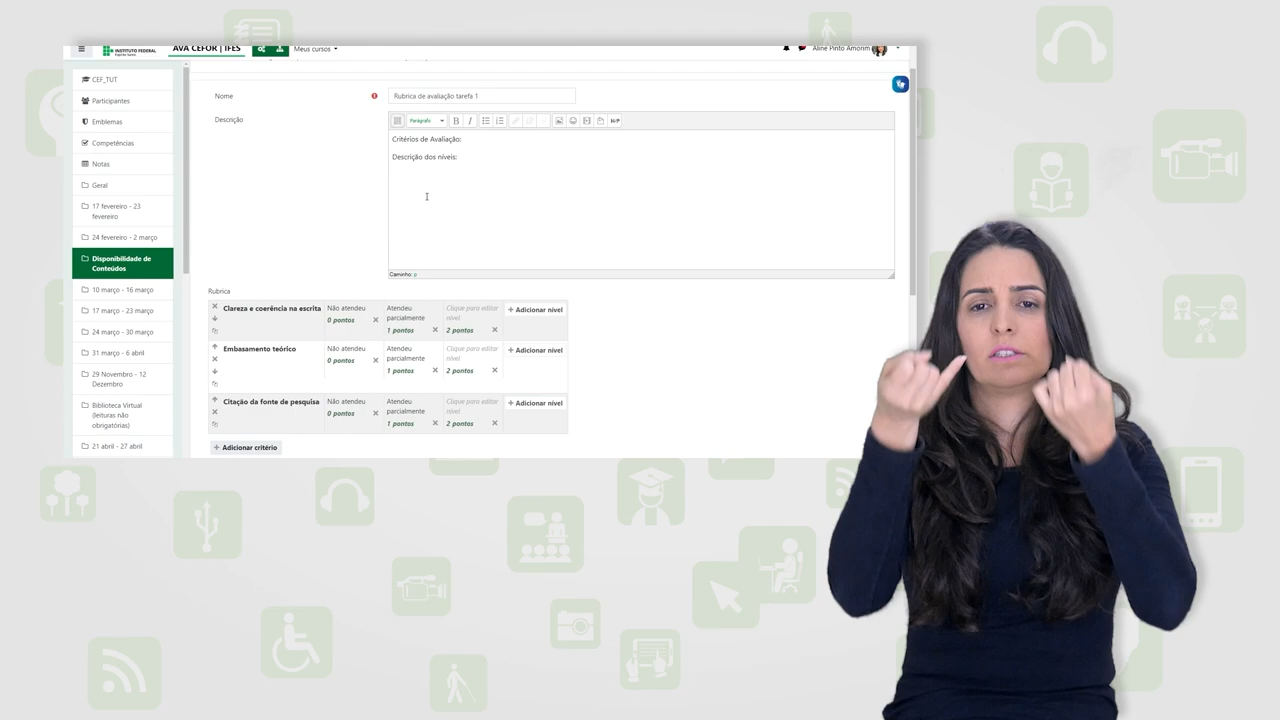 INSTITUTO FEDERAL
Espírito Santo
AVA CEFOR | IFES
Meus cursos
Aline Pinto Amorim
CEF_TUT
Participantes
Emblemas
Competências
Notas
Geral
17 fevereiro - 23
fevereiro
24 fevereiro - 2 março
Disponibilidade de
Conteúdos
10 março - 16 março
17 março - 23 março
24 março - 30 março
31 março - 6 abril
29 Novembro - 12
Dezembro
Biblioteca Virtual
(leituras não
obrigatórias)
21 abril - 27 abril
Nome
Rubrica de avaliação tarefa 1
Descrição
Parágrafo
B I
H-P
Critérios de Avaliação:
Descrição dos níveis:
Caminho: p
Rubrica
Clareza e coerência na escrita
Não atendeu
0 pontos
Atendeu
parcialmente
1 pontos
Clique para editar
nível
2 pontos
+ Adicionar nível
Embasamento teórico
Não atendeu
0 pontos
Atendeu
parcialmente
1 pontos
Clique para editar
nível
2 pontos
+ Adicionar nível
Citação da fonte de pesquisa
Não atendeu
0 pontos
Atendeu
parcialmente
1 pontos
Clique para editar
nível
2 pontos
+ Adicionar nível
+ Adicionar critério